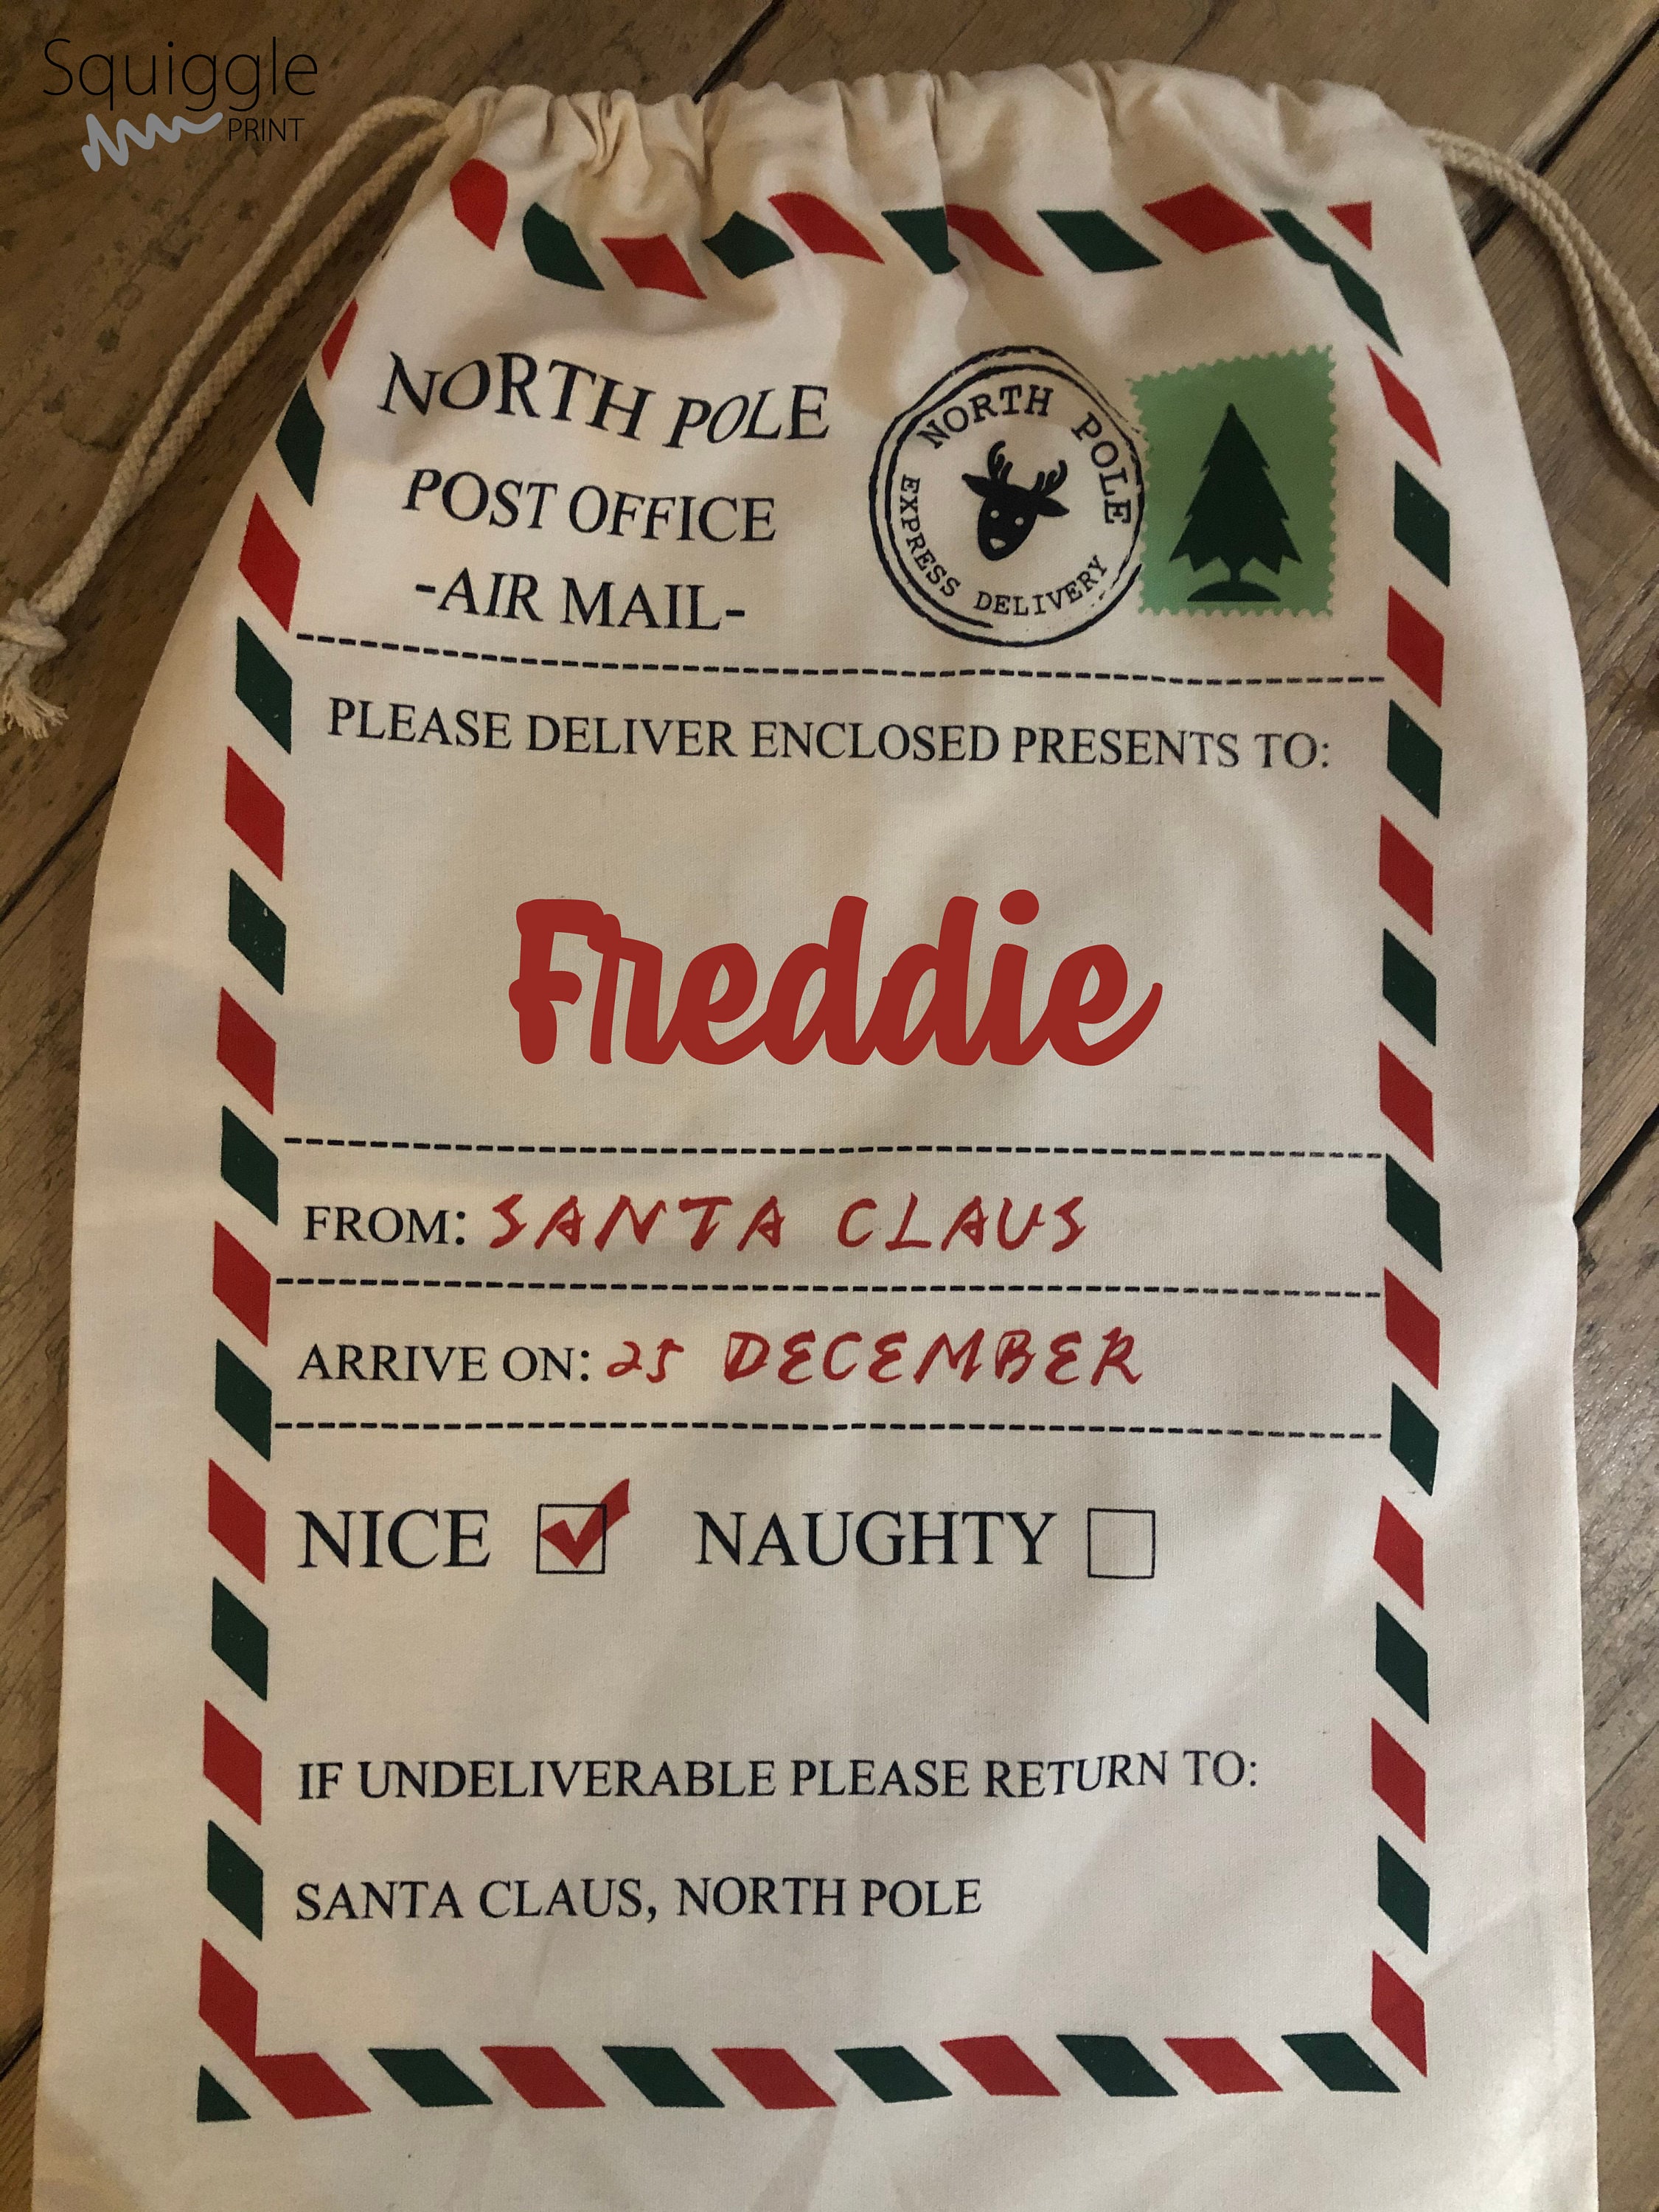 Squiggle
PRINT
NORTH POLE
POST OFFICE
-AIR MAIL-
NORTH POLE
EXPRESS DELIVERY
PLEASE DELIVER ENCLOSED PRESENTS TO:
Freddie
FROM: SANTA CLAUS
ARRIVE ON: 25 DECEMBER
NICE NAUGHTY
IF UNDELIVERABLE PLEASE RETURN TO:
SANTA CLAUS, NORTH POLE